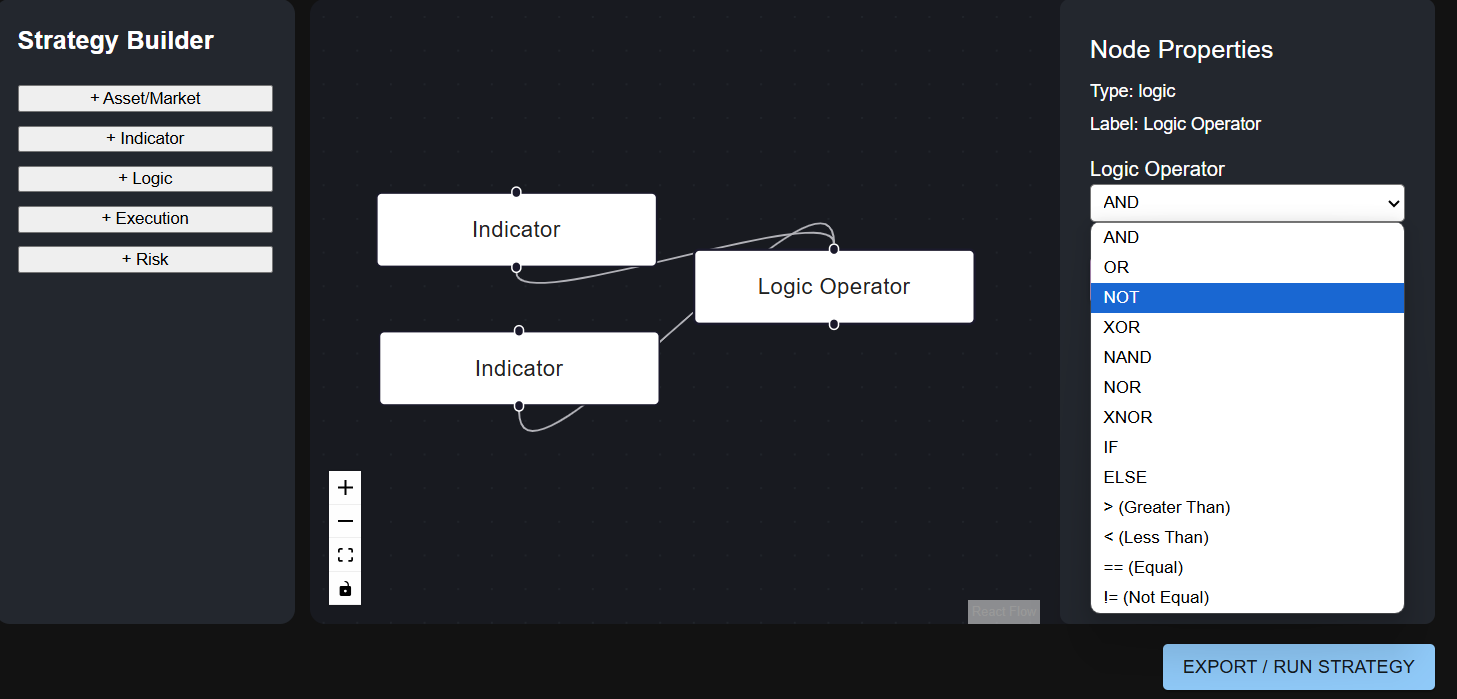 Strategy Builder
+ Asset/Market
+ Indicator
+ Logic
+ Execution
+ Risk
Indicator
Logic Operator
Indicator
React Flow
Node Properties
Type: logic
Label: Logic Operator
Logic Operator
AND
AND
OR
NOT
XOR
NAND
NOR
XNOR
IF
ELSE
> (Greater Than)
< (Less Than)
== (Equal)
!= (Not Equal)
EXPORT / RUN STRATEGY